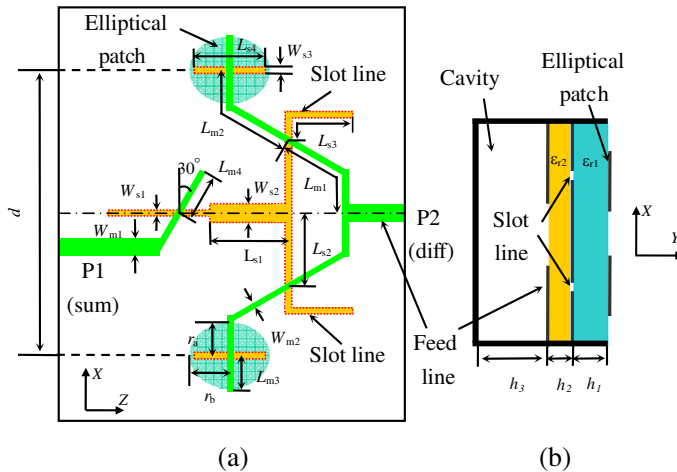 Elliptical
patch
L_s4
W_s3
Slot line
L_m2
L_s3
30°
L_m4
W_s1
W_s2
L_m1
d
W_m1
L_s1
L_s2
P1
(sum)
P2
(diff)
W_m2
r_a
L_m3
r_b
Slot line
Feed
line
X
Z
(a)
Cavity
Elliptical
patch
ε_r2
ε_r1
Slot
line
X
Y
h_3
h_2
h_1
(b)